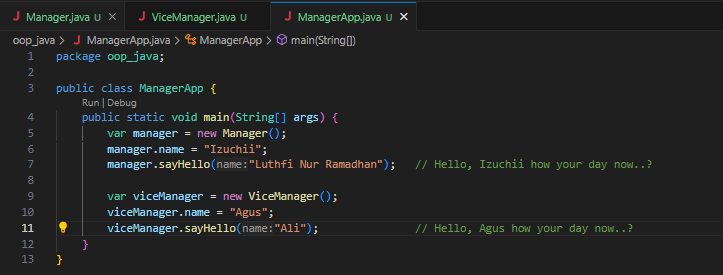 Manager.java U
ViceManager.java U
ManagerApp.java U
oop_java > ManagerApp.java > ManagerApp > main(String[])
1 package oop_java;
2
3 public class ManagerApp {
Run | Debug
4 public static void main(String[] args) {
5 var manager = new Manager();
6 manager.name = "Izuchii";
7 manager.sayHello(name:"Luthfi Nur Ramadhan"); // Hello, Izuchii how your day now..?
8
9 var viceManager = new ViceManager();
10 viceManager.name = "Agus";
11 viceManager.sayHello(name:"Ali"); // Hello, Agus how your day now..?
12 }
13 }